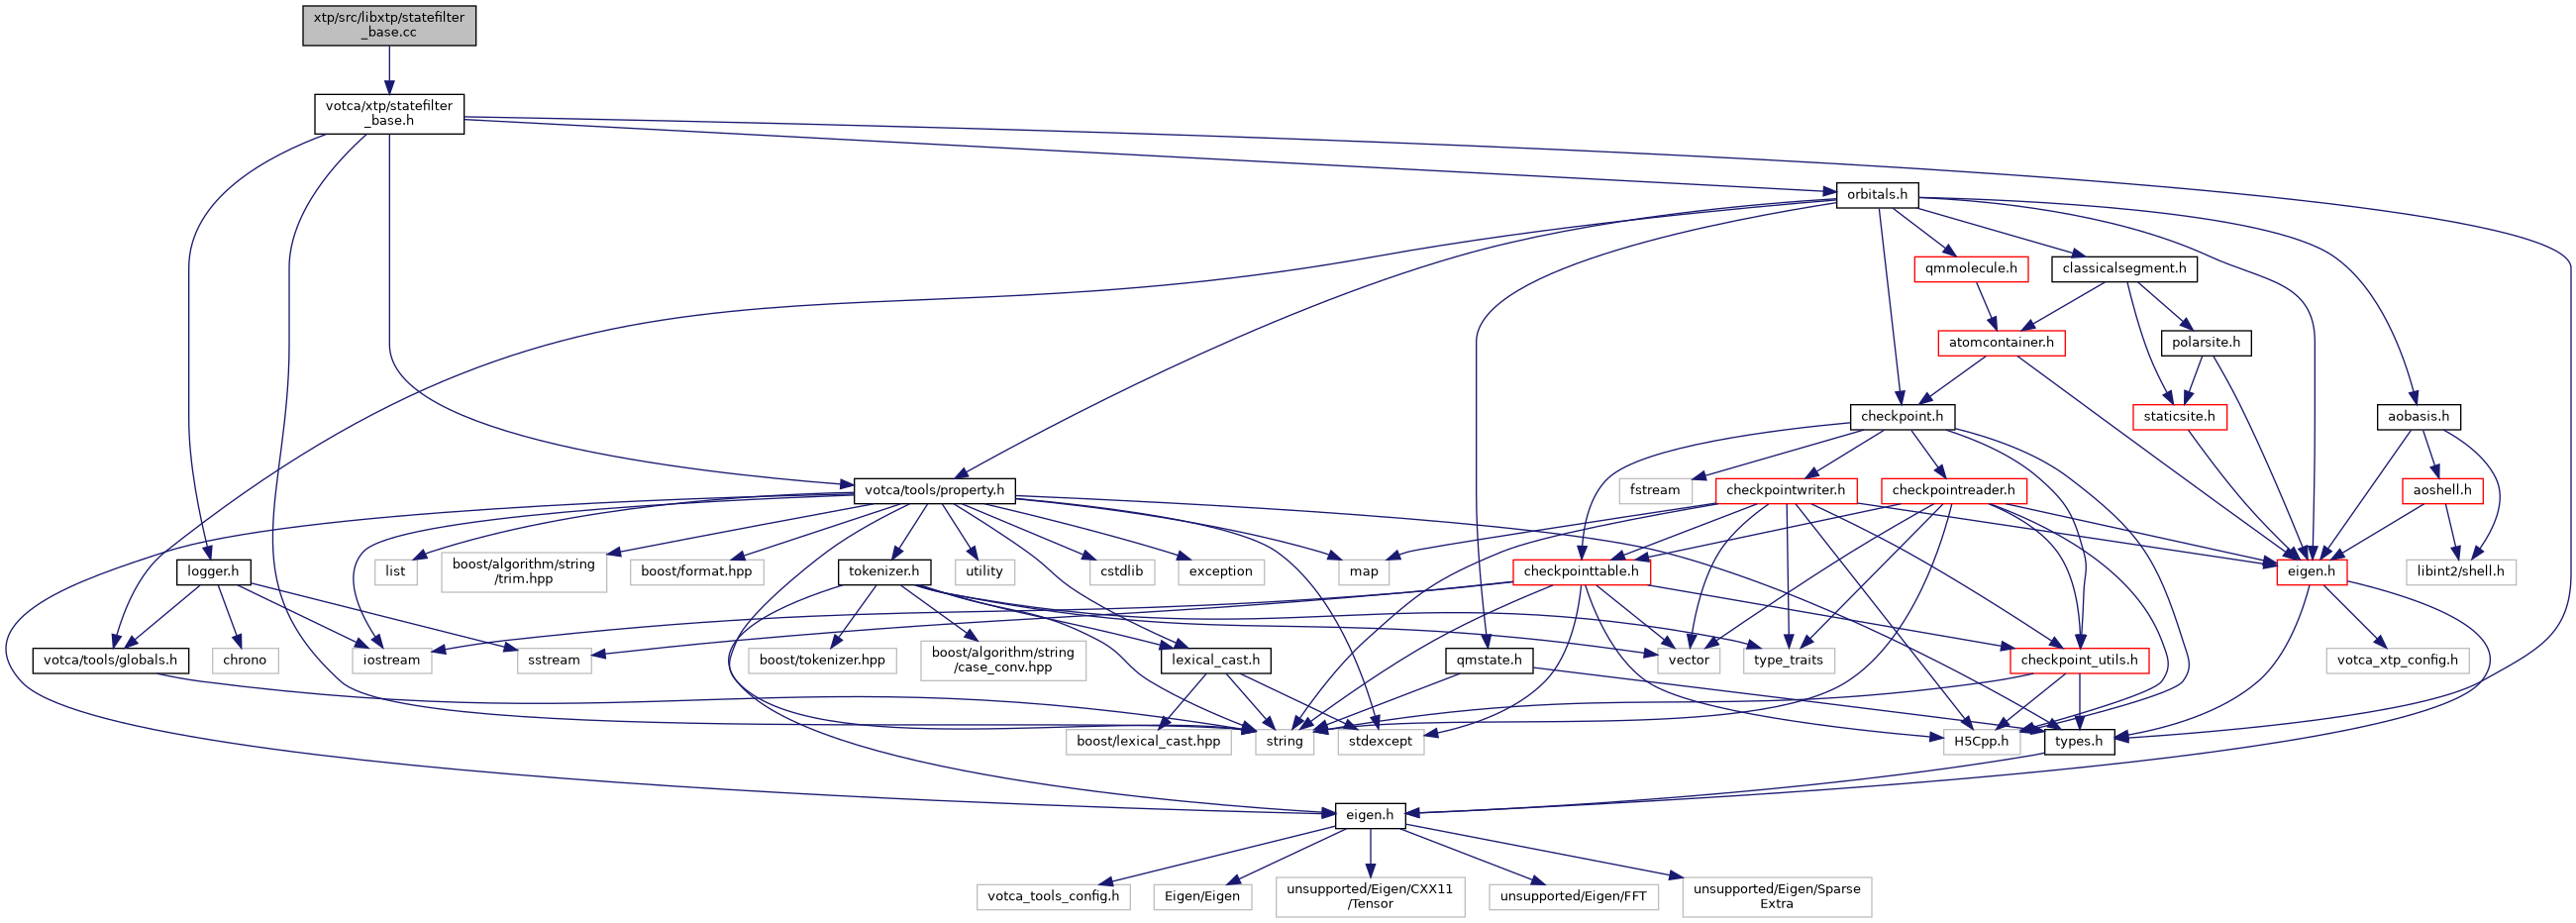 xtp/src/libxtp/statefilter
_base.cc
votca/xtp/statefilter
_base.h
orbitals.h
qmmolecule.h
classicalsegment.h
atomcontainer.h
polarsite.h
checkpoint.h
staticsite.h
aobasis.h
votca/tools/property.h
fstream
checkpointwriter.h
checkpointreader.h
aoshell.h
logger.h
list
boost/algorithm/string
/trim.hpp
boost/format.hpp
tokenizer.h
utility
cstdlib
exception
map
checkpointtable.h
eigen.h
libint2/shell.h
votca/tools/globals.h
chrono
iostream
sstream
boost/tokenizer.hpp
boost/algorithm/string
/case_conv.hpp
lexical_cast.h
qmstate.h
vector
type_traits
checkpoint_utils.h
votca_xtp_config.h
boost/lexical_cast.hpp
string
stdexcept
H5Cpp.h
types.h
eigen.h
votca_tools_config.h
Eigen/Eigen
unsupported/Eigen/CXX11
/Tensor
unsupported/Eigen/FFT
unsupported/Eigen/Sparse
Extra